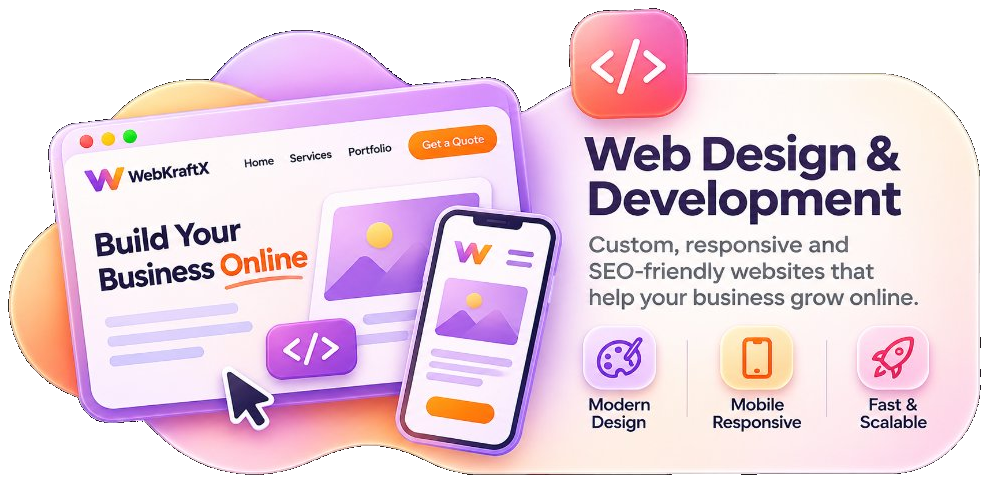 WebKraftX
Home
Services
Portfolio
Get a Quote
Build Your
Business Online
</>
W
</>
Web Design &
Development
Custom, responsive and
SEO-friendly websites that
help your business grow online.
Modern
Design
Mobile
Responsive
Fast &
Scalable